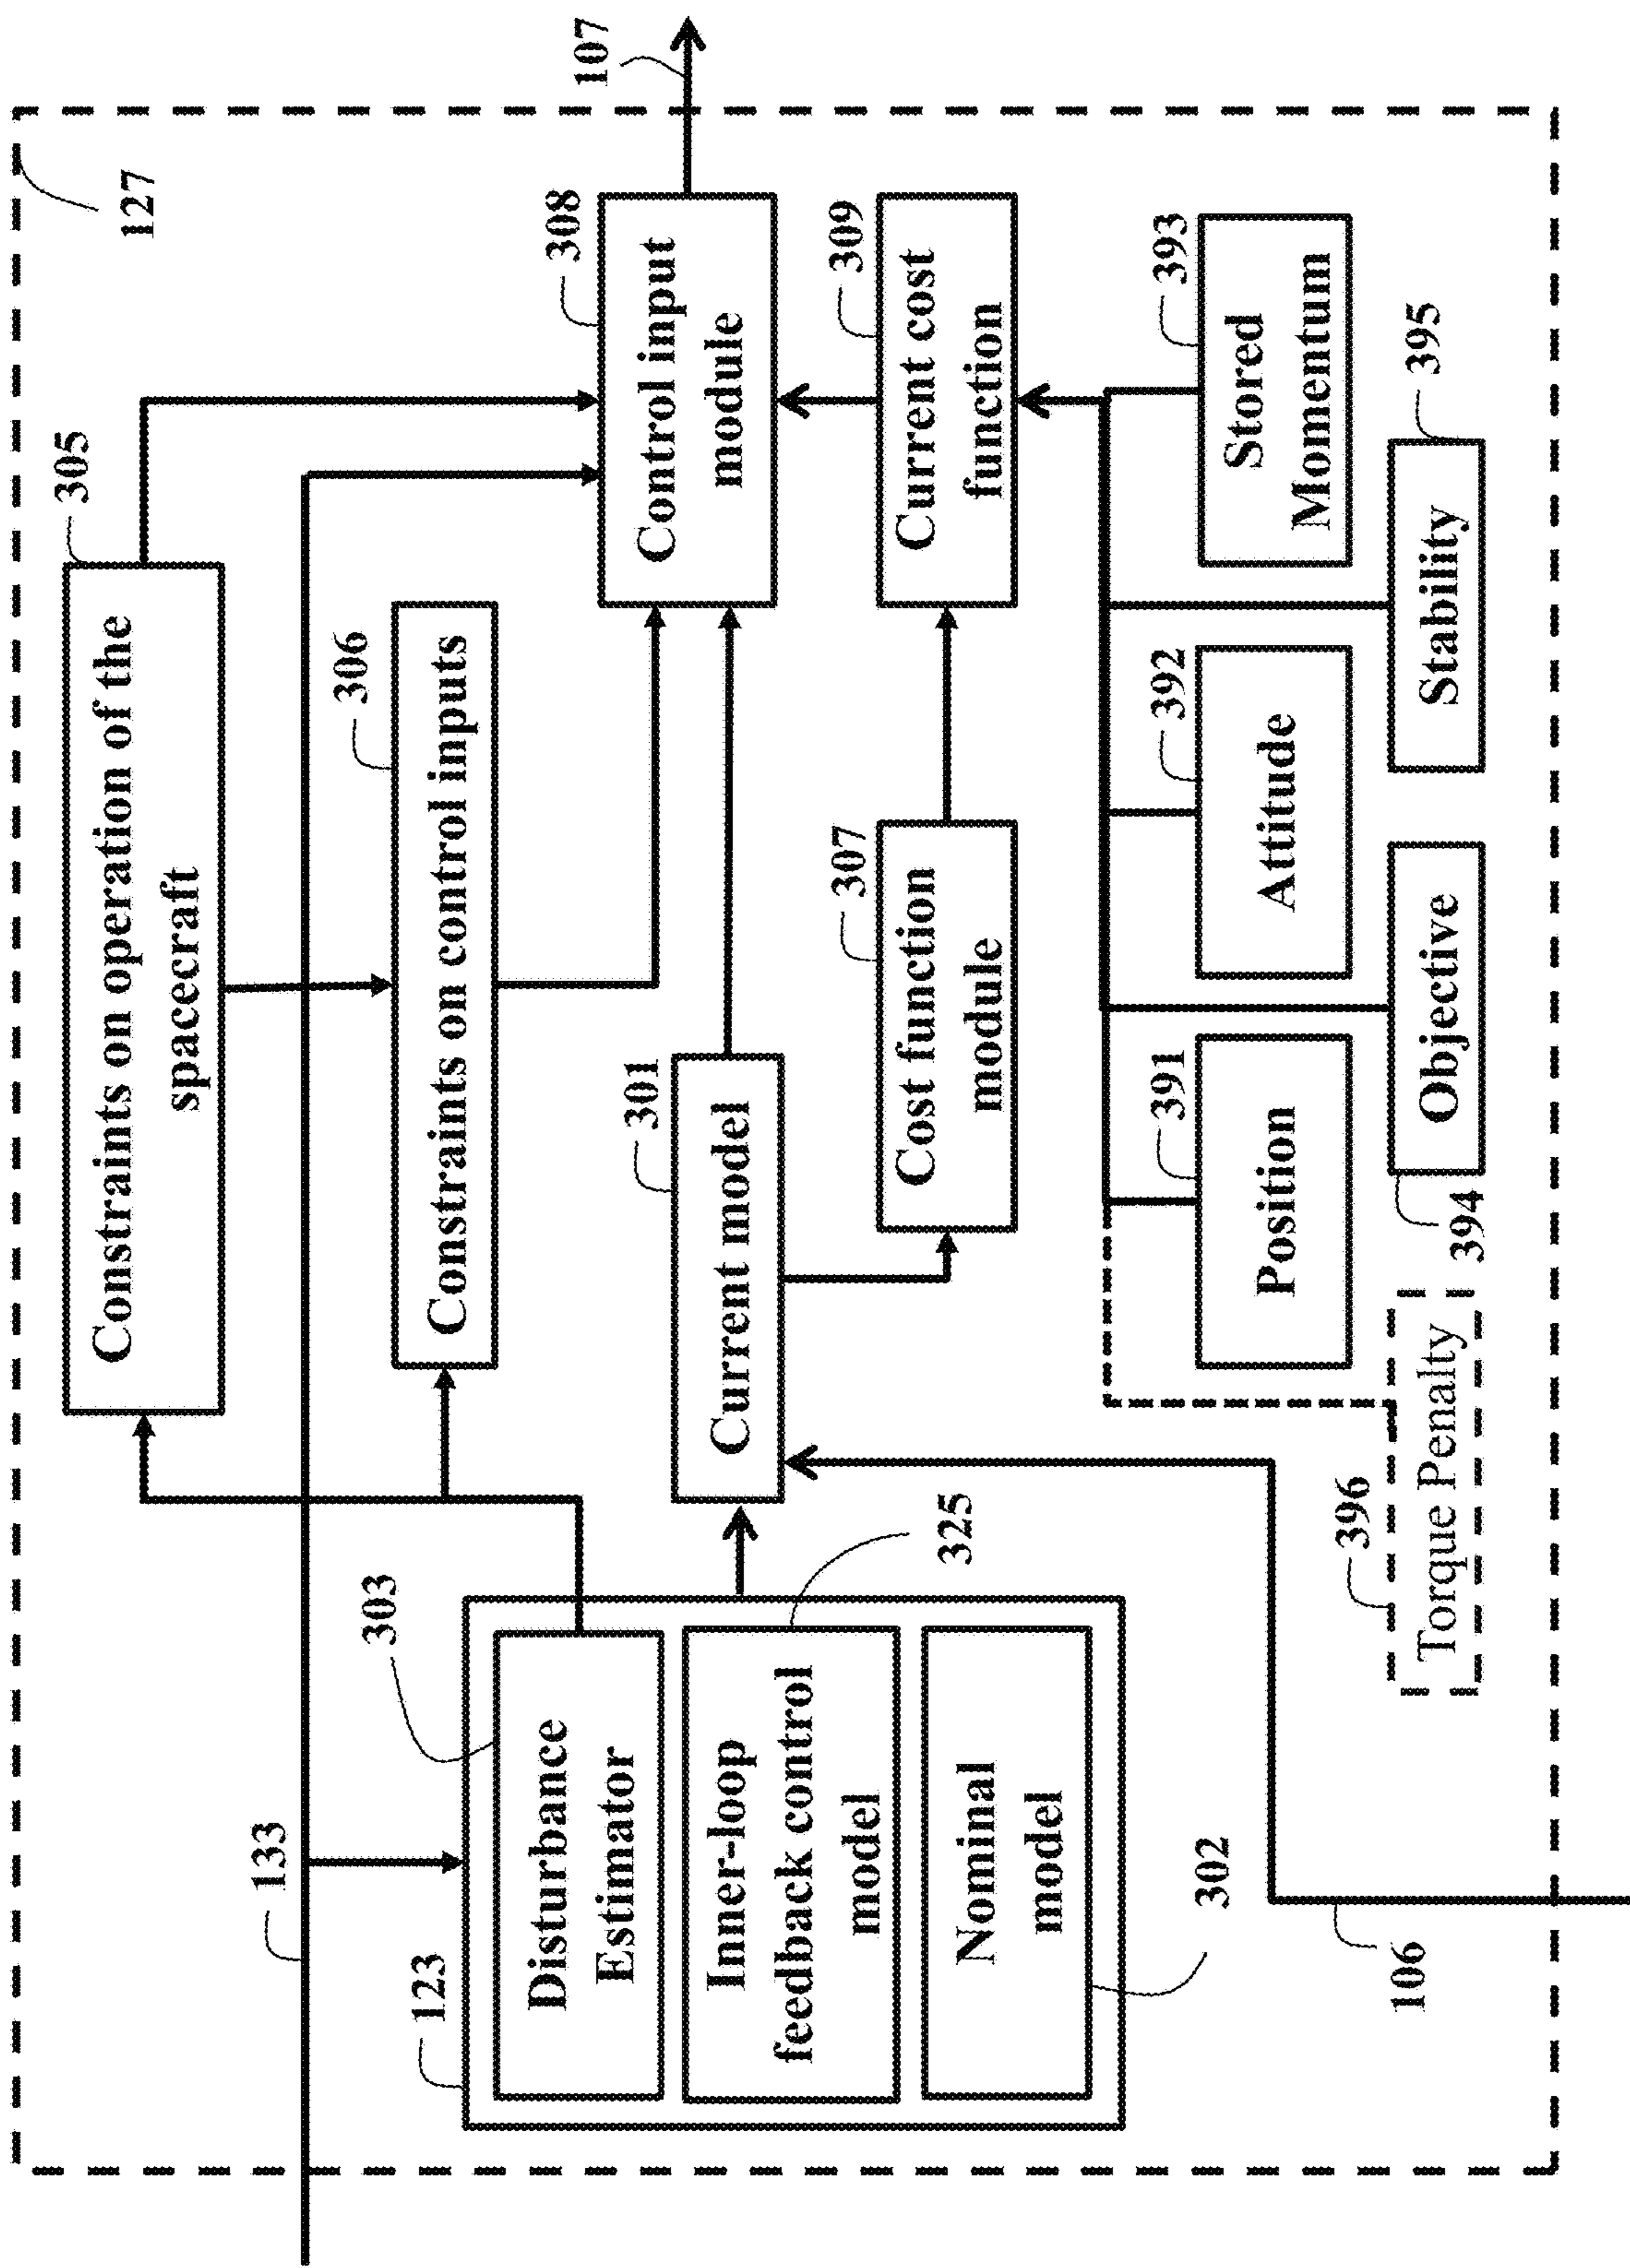 127
107
133
305
Constraints on operation of the
spacecraft
306
Constraints on control inputs
308
Control input
module
123
303
Disturbance
Estimator
Inner-loop
feedback control
model
325
Nominal
model
302
301
Current model
307
Cost function
module
309
Current cost
function
391
Position
392
Attitude
393
Stored
Momentum
396
Torque Penalty
394
Objective
395
Stability
106